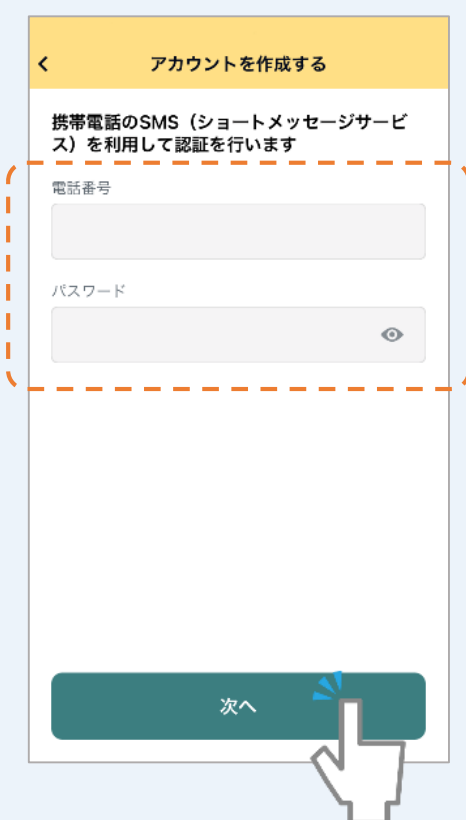 アカウントを作成する
携帯電話のSMS（ショートメッセージサービ
ス）を利用して認証を行います
電話番号
パスワード
次へ